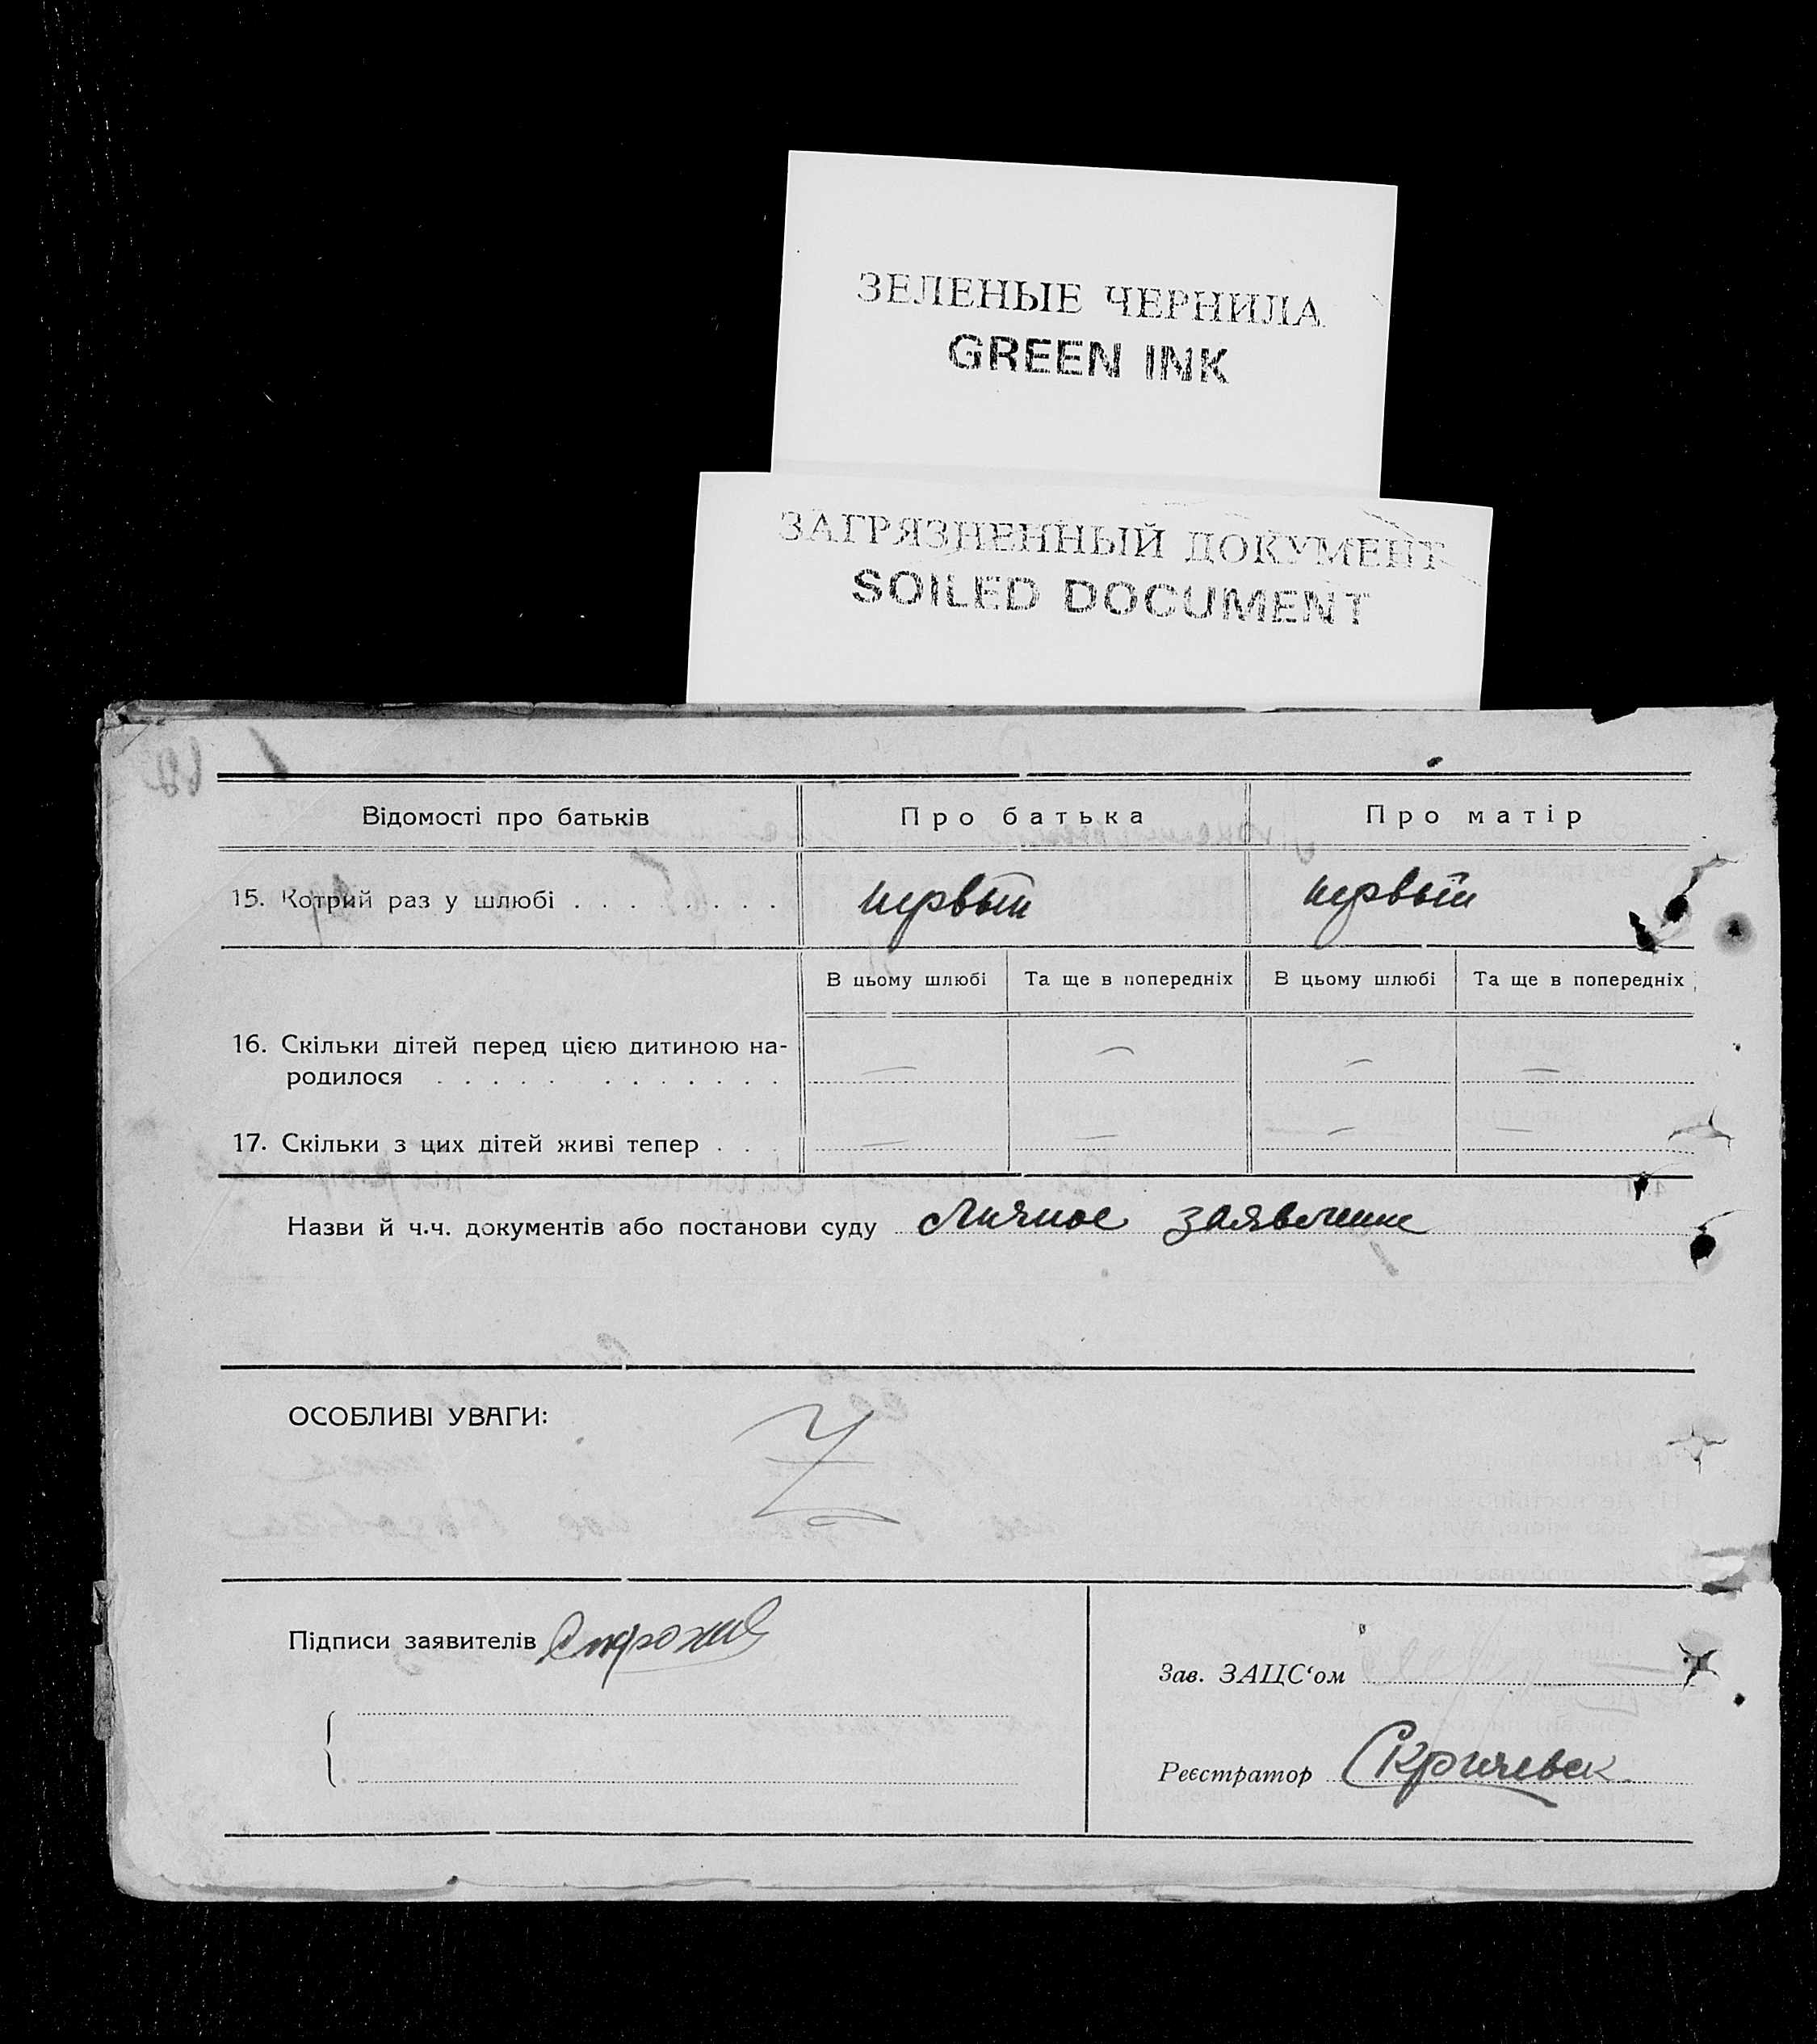 ЗЕЛЕНЫЕ ЧЕРНИЛА
GREEN INK
ЗАГРЯЗНЕННЫЙ ДОКУМЕНТ
SOILED DOCUMENT
Відомості про батьків Про батька Про матір
15. Котрий раз у шлюбі . . . . . . . . первый первый
В цьому шлюбі Та ще в попередніх В цьому шлюбі Та ще в попередніх
16. Скільки дітей перед цією дитиною на-
родилося . . . . . . . . . . . . . — — — —
17. Скільки з цих дітей живі тепер . . . — — — —
Назви й ч.ч. документів або постанови суду Личное заявление
ОСОБЛИВІ УВАГИ:
Підписи заявителів
Зав. ЗАЦС‘ом
Реєстратор